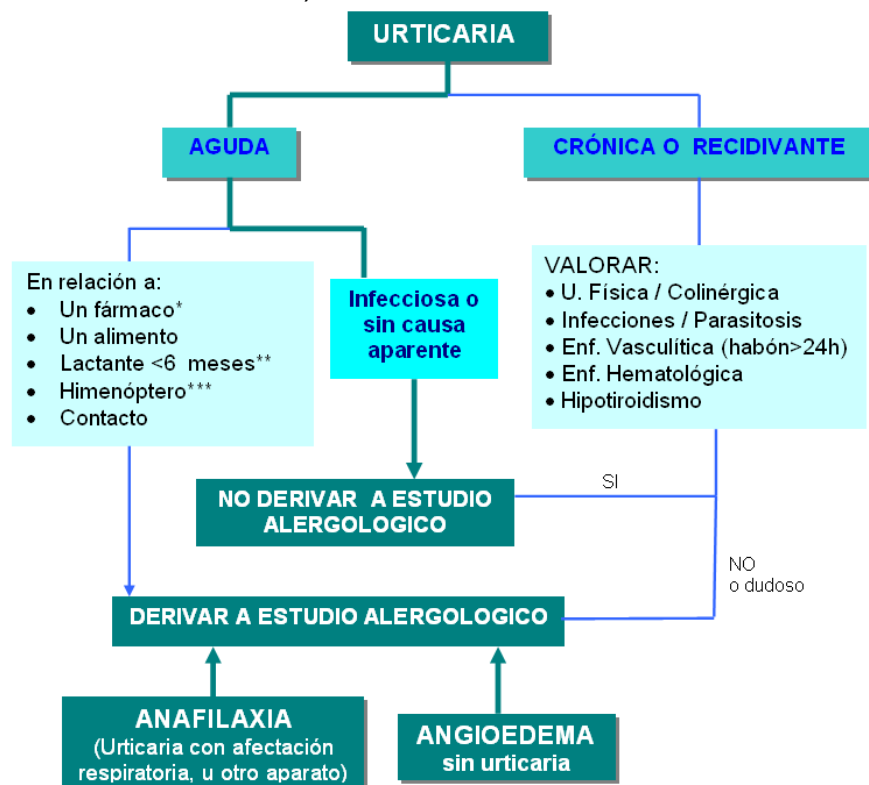 URTICARIA
AGUDA
CRÓNICA O RECIDIVANTE
En relación a:
• Un fármaco*
• Un alimento
• Lactante <6 meses**
• Himenóptero***
• Contacto
Infecciosa o
sin causa
aparente
VALORAR:
• U. Física / Colinérgica
• Infecciones / Parasitosis
• Enf. Vasculítica (habón>24h)
• Enf. Hematológica
• Hipotiroidismo
NO DERIVAR A ESTUDIO
ALERGOLOGICO
SI
NO
o dudoso
DERIVAR A ESTUDIO ALERGOLOGICO
ANAFILAXIA
(Urticaria con afectación
respiratoria, u otro aparato)
ANGIOEDEMA
sin urticaria